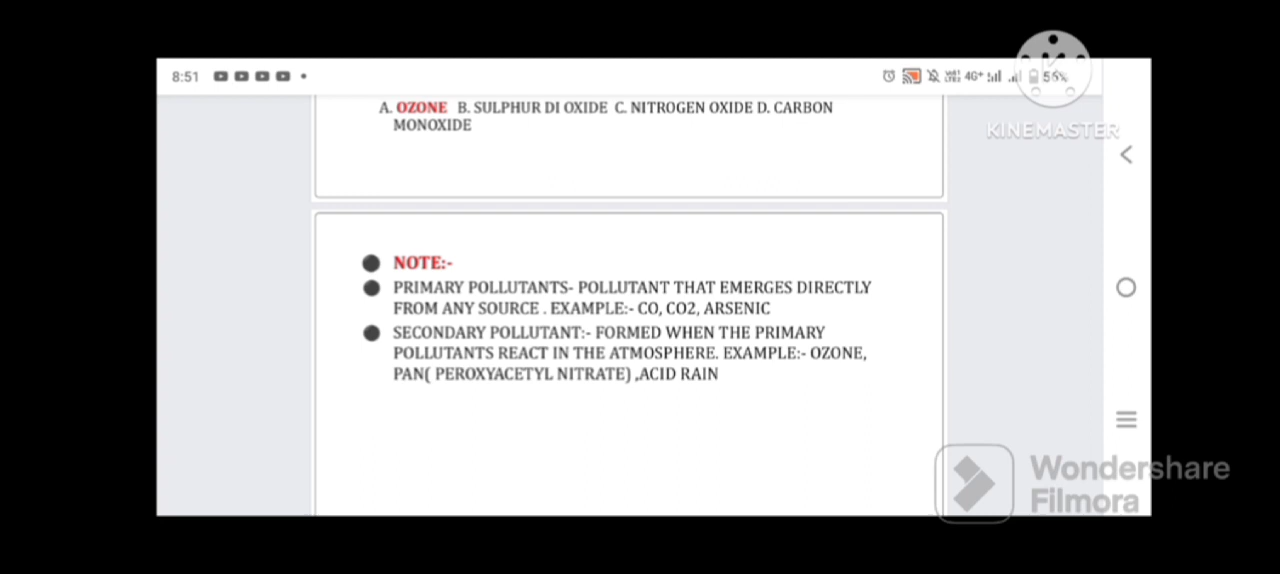 8:51
4G+
56%
KINEMASTER
A. OZONE B. SULPHUR DI OXIDE C. NITROGEN OXIDE D. CARBON
MONOXIDE
NOTE:-
PRIMARY POLLUTANTS- POLLUTANT THAT EMERGES DIRECTLY
FROM ANY SOURCE . EXAMPLE:- CO, CO2, ARSENIC
SECONDARY POLLUTANT:- FORMED WHEN THE PRIMARY
POLLUTANTS REACT IN THE ATMOSPHERE. EXAMPLE:- OZONE,
PAN( PEROXYACETYL NITRATE) ,ACID RAIN
Wondershare
Filmora